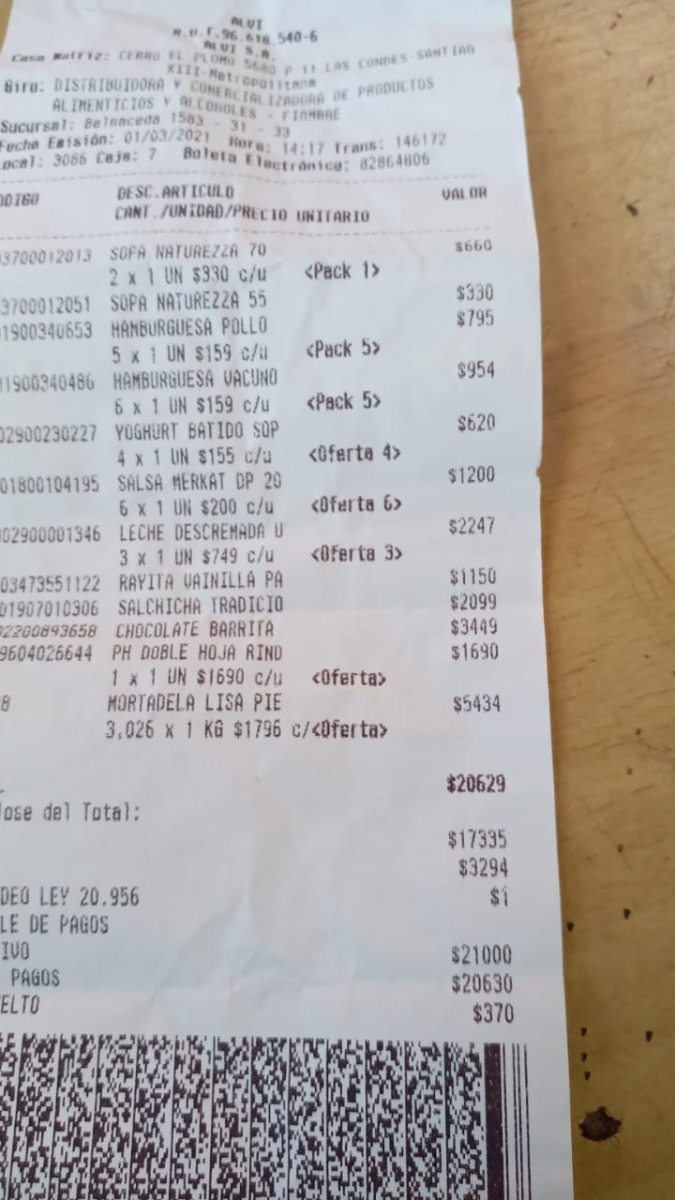 ALVI
R.U.T.96.618.540-6
ALVI S.A.
Casa Matriz: CERRO EL PLOMO 5680 P 11 LAS CONDES-SANTIAG
XIII-Metropolitana
Giro: DISTRIBUIDORA Y COMERCIALIZADORA DE PRODUCTOS
ALIMENTICIOS Y ALCOHOLES - FIAMBRE
Sucursal: Balmaceda 1583 - 31 - 33
Fecha Emisión: 01/03/2021 Hora: 14:17 Trans: 146172
ocal: 3086 Caja: 7 Boleta Electrónica: 82864806
ODIGO DESC.ARTICULO VALOR
CANT./UNIDAD/PRECIO UNITARIO
3700012013 SOPA NATUREZZA 70 $660
2 x 1 UN $330 c/u <Pack 1>
3700012051 SOPA NATUREZZA 55 $330
1900340653 HAMBURGUESA POLLO $795
5 x 1 UN $159 c/u <Pack 5>
1900340486 HAMBURGUESA VACUNO $954
6 x 1 UN $159 c/u <Pack 5>
02900230227 YOGHURT BATIDO SOP $620
4 x 1 UN $155 c/u <Oferta 4>
01800104195 SALSA MERKAT DP 20 $1200
6 x 1 UN $200 c/u <Oferta 6>
02900001346 LECHE DESCREMADA U $2247
3 x 1 UN $749 c/u <Oferta 3>
03473551122 RAYITA VAINILLA PA $1150
01907010306 SALCHICHA TRADICIO $2099
02200893658 CHOCOLATE BARRITA $3449
9604026644 PH DOBLE HOJA RIND $1690
1 x 1 UN $1690 c/u <Oferta>
8 MORTADELA LISA PIE $5434
3,026 x 1 KG $1796 c/<Oferta>
$20629
lose del Total:
$17335
$3294
DEO LEY 20.956 $1
LE DE PAGOS
IVO $21000
PAGOS $20630
ELTO $370